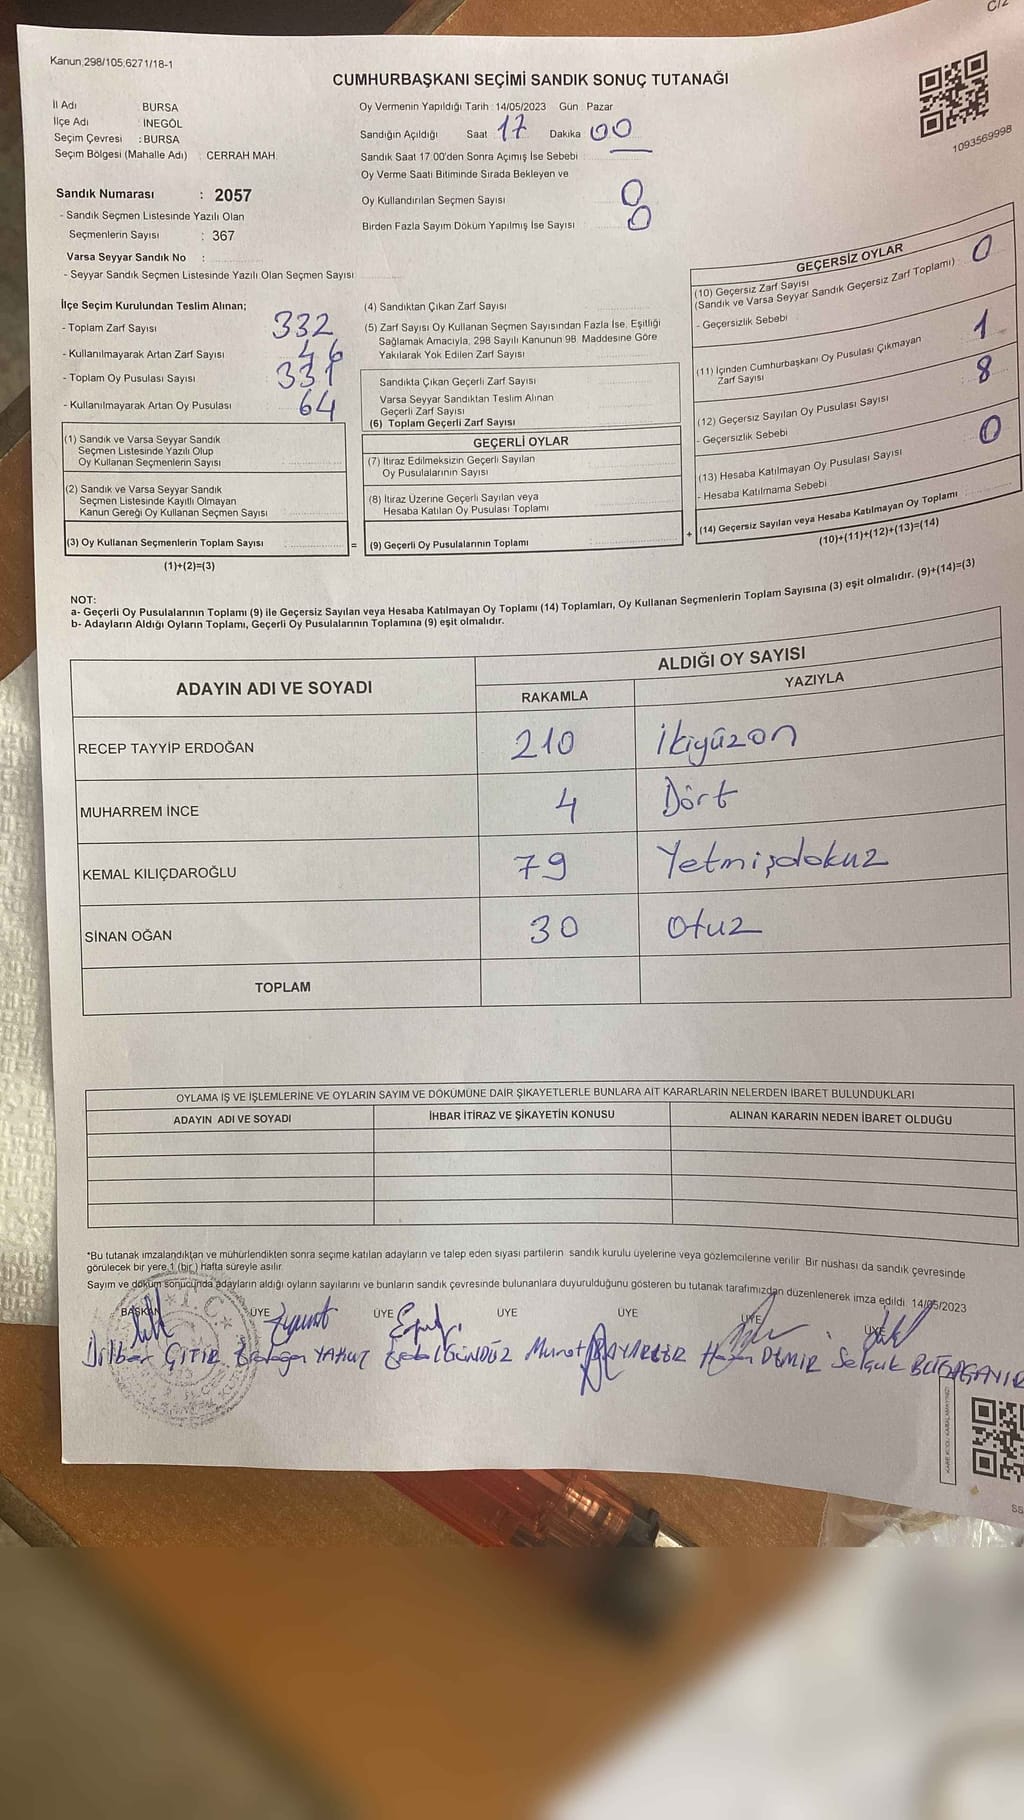 Kanun,298/105,6271/18-1
CUMHURBAŞKANI SEÇİMİ SANDIK SONUÇ TUTANAĞI
1093569998
İl Adı BURSA
İlçe Adı : İNEGÖL
Seçim Çevresi : BURSA
Seçim Bölgesi (Mahalle Adı) : CERRAH MAH.
Sandık Numarası : 2057
- Sandık Seçmen Listesinde Yazılı Olan
Seçmenlerin Sayısı : 367
Varsa Seyyar Sandık No :
- Seyyar Sandık Seçmen Listesinde Yazılı Olan Seçmen Sayısı
Oy Vermenin Yapıldığı Tarih : 14/05/2023 Gün : Pazar
Sandığın Açıldığı Saat 17 Dakika 00
Sandık Saat 17:00'den Sonra Açımış İse Sebebi
Oy Verme Saati Bitiminde Sırada Bekleyen ve
Oy Kullandırılan Seçmen Sayısı 0
Birden Fazla Sayım Döküm Yapılmış İse Sayısı 0
İlçe Seçim Kurulundan Teslim Alınan;
- Toplam Zarf Sayısı 332
- Kullanılmayarak Artan Zarf Sayısı 46
- Toplam Oy Pusulası Sayısı
- Kullanılmayarak Artan Oy Pusulası 64
(1) Sandık ve Varsa Seyyar Sandık
Seçmen Listesinde Yazılı Olup
Oy Kullanan Seçmenlerin Sayısı
(2) Sandık ve Varsa Seyyar Sandık
Seçmen Listesinde Kayıtlı Olmayan
Kanun Gereği Oy Kullanan Seçmen Sayısı
(3) Oy Kullanan Seçmenlerin Toplam Sayısı
(1)+(2)=(3)
(4) Sandıktan Çıkan Zarf Sayısı
(5) Zarf Sayısı Oy Kullanan Seçmen Sayısından Fazla İse, Eşitliği
Sağlamak Amacıyla, 298 Sayılı Kanunun 98. Maddesine Göre
Yakılarak Yok Edilen Zarf Sayısı
Sandıkta Çıkan Geçerli Zarf Sayısı
Varsa Seyyar Sandıktan Teslim Alınan
Geçerli Zarf Sayısı
(6) Toplam Geçerli Zarf Sayısı
GEÇERLİ OYLAR
(7) İtiraz Edilmeksizin Geçerli Sayılan
Oy Pusulalarının Sayısı
(8) İtiraz Üzerine Geçerli Sayılan veya
Hesaba Katılan Oy Pusulası Toplamı
= (9) Geçerli Oy Pusulalarının Toplamı
GEÇERSİZ OYLAR
(10) Geçersiz Zarf Sayısı 0
(Sandık ve Varsa Seyyar Sandık Geçersiz Zarf Toplamı)
- Geçersizlik Sebebi
(11) İçinden Cumhurbaşkanı Oy Pusulası Çıkmayan 1
Zarf Sayısı
(12) Geçersiz Sayılan Oy Pusulası Sayısı 8
- Geçersizlik Sebebi
(13) Hesaba Katılmayan Oy Pusulası Sayısı 0
- Hesaba Katılmama Sebebi
+ (14) Geçersiz Sayılan veya Hesaba Katılmayan Oy Toplamı
(10)+(11)+(12)+(13)=(14)
NOT:
a- Geçerli Oy Pusulalarının Toplamı (9) ile Geçersiz Sayılan veya Hesaba Katılmayan Oy Toplamı (14) Toplamları, Oy Kullanan Seçmenlerin Toplam Sayısına (3) eşit olmalıdır. (9)+(14)=(3)
b- Adayların Aldığı Oyların Toplamı, Geçerli Oy Pusulalarının Toplamına (9) eşit olmalıdır.
ADAYIN ADI VE SOYADI
ALDIĞI OY SAYISI
RAKAMLA YAZIYLA
RECEP TAYYİP ERDOĞAN 210 İkiyüzon
MUHARREM İNCE 4 Dört
KEMAL KILIÇDAROĞLU 79 Yetmişdokuz
SİNAN OĞAN 30 otuz
TOPLAM
OYLAMA İŞ VE İŞLEMLERİNE VE OYLARIN SAYIM VE DÖKÜMÜNE DAİR ŞİKAYETLERLE BUNLARA AİT KARARLARIN NELERDEN İBARET BULUNDUKLARI
ADAYIN ADI VE SOYADI İHBAR İTİRAZ VE ŞİKAYETİN KONUSU ALINAN KARARIN NEDEN İBARET OLDUĞU
*Bu tutanak imzalandıktan ve mühürlendikten sonra seçime katılan adayların ve talep eden siyasi partilerin sandık kurulu üyelerine veya gözlemcilerine verilir. Bir nüshası da sandık çevresinde
görülecek bir yere 1 (bir) hafta süreyle asılır.
Sayım ve döküm sonucunda adayların aldığı oyların sayılarını ve bunların sandık çevresinde bulunanlara duyurulduğunu gösteren bu tutanak tarafımızdan düzenlenerek imza edildi. 14/05/2023
BAŞKAN ÜYE ÜYE ÜYE ÜYE ÜYE ÜYE
Dilber ÇITIR Erdoğan YAKUT GÜNDÜZ Murat DEMİR Selçuk
T.C.